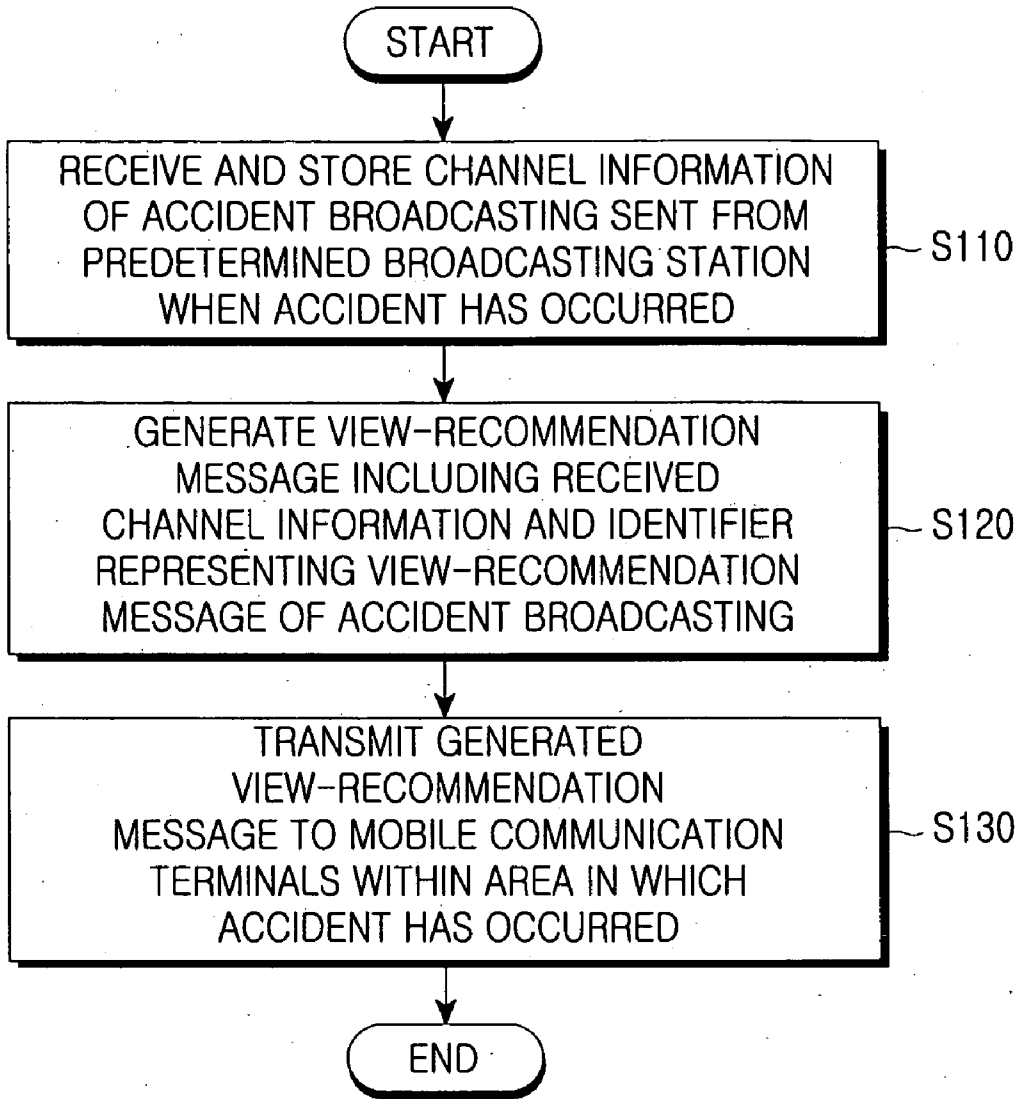 START
RECEIVE AND STORE CHANNEL INFORMATION
OF ACCIDENT BROADCASTING SENT FROM
PREDETERMINED BROADCASTING STATION
WHEN ACCIDENT HAS OCCURRED
S110
GENERATE VIEW-RECOMMENDATION
MESSAGE INCLUDING RECEIVED
CHANNEL INFORMATION AND IDENTIFIER
REPRESENTING VIEW-RECOMMENDATION
MESSAGE OF ACCIDENT BROADCASTING
S120
TRANSMIT GENERATED
VIEW-RECOMMENDATION
MESSAGE TO MOBILE COMMUNICATION
TERMINALS WITHIN AREA IN WHICH
ACCIDENT HAS OCCURRED
S130
END